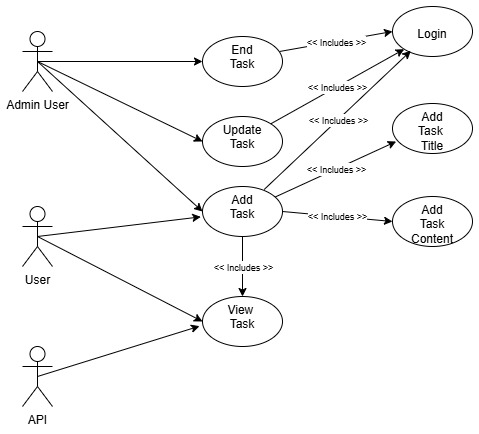 Login
<< Includes >>
End
Task
<< Includes >>
Admin User
Add
Task
Title
<< Includes >>
Update
Task
<< Includes >>
Add
Task
<< Includes >>
Add
Task
Content
User
<< Includes >>
View
Task
API